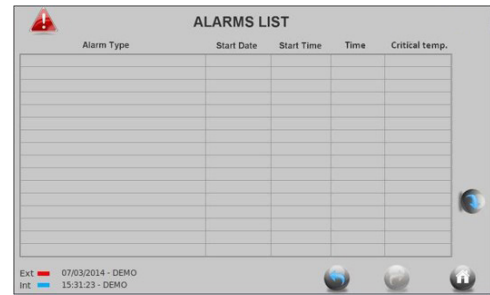 ALARMS LIST
Alarm Type Start Date Start Time Time Critical temp.
Ext 07/03/2014 - DEMO
Int 15:31:23 - DEMO